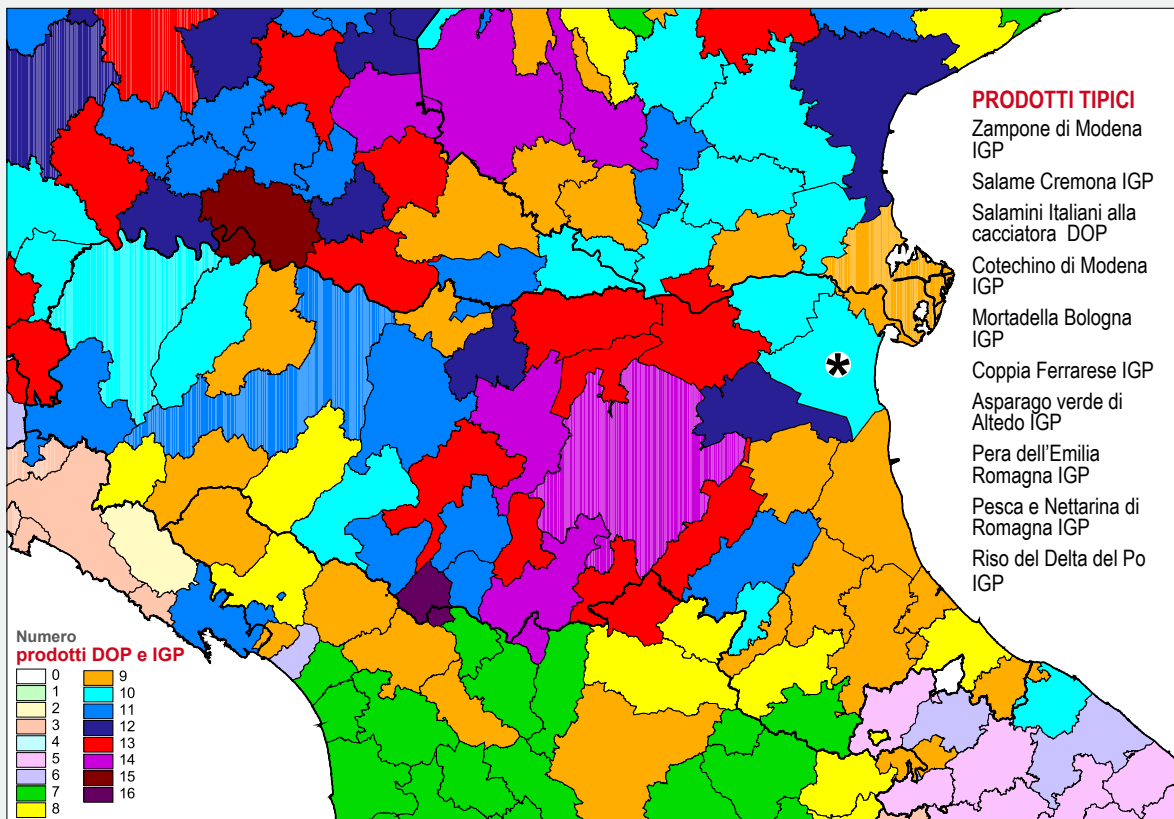 *
PRODOTTI TIPICI
Zampone di Modena
IGP
Salame Cremona IGP
Salamini Italiani alla
cacciatora DOP
Cotechino di Modena
IGP
Mortadella Bologna
IGP
Coppia Ferrarese IGP
Asparago verde di
Altedo IGP
Pera dell'Emilia
Romagna IGP
Pesca e Nettarina di
Romagna IGP
Riso del Delta del Po
IGP
Numero
prodotti DOP e IGP
0
1
2
3
4
5
6
7
8
9
10
11
12
13
14
15
16